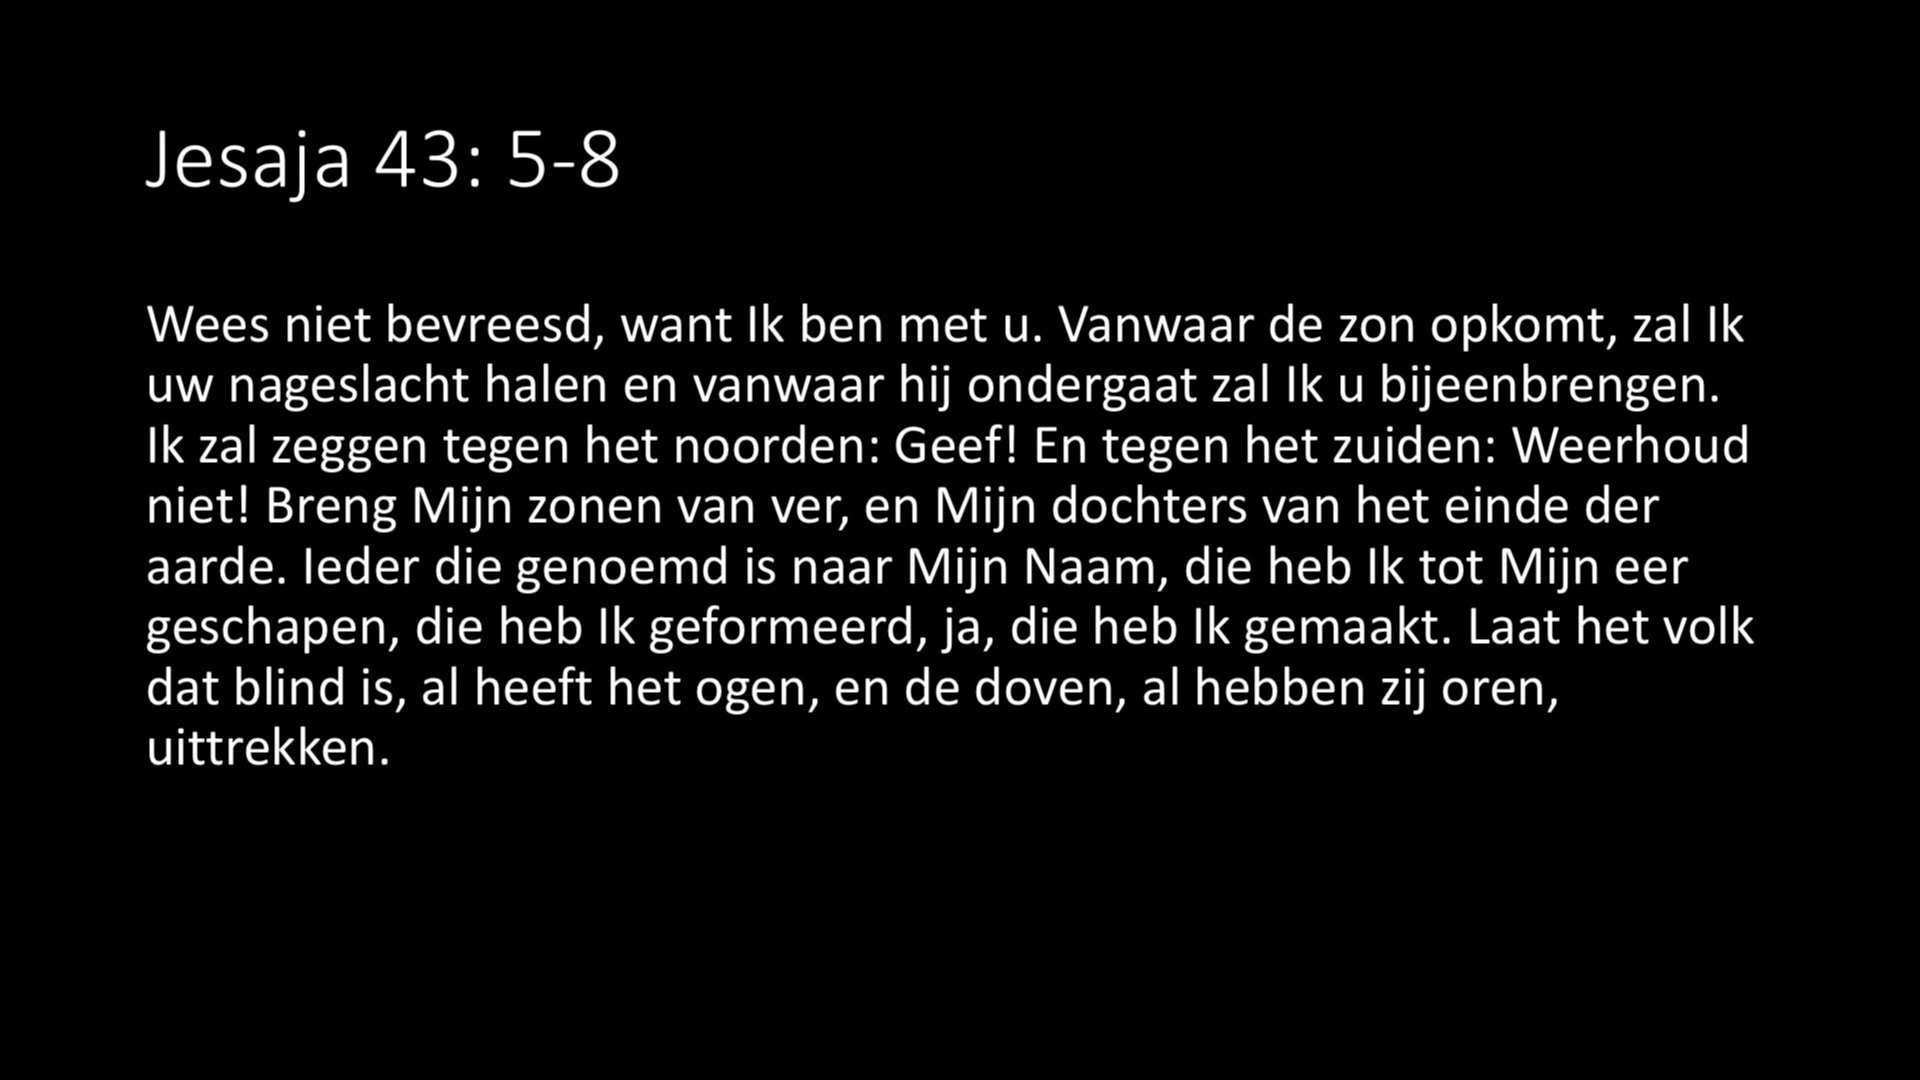 Jesaja 43: 5-8
Wees niet bevreesd, want Ik ben met u. Vanwaar de zon opkomt, zal Ik
uw nageslacht halen en vanwaar hij ondergaat zal Ik u bijeenbrengen.
Ik zal zeggen tegen het noorden: Geef! En tegen het zuiden: Weerhoud
niet! Breng Mijn zonen van ver, en Mijn dochters van het einde der
aarde. Ieder die genoemd is naar Mijn Naam, die heb Ik tot Mijn eer
geschapen, die heb Ik geformeerd, ja, die heb Ik gemaakt. Laat het volk
dat blind is, al heeft het ogen, en de doven, al hebben zij oren,
uittrekken.